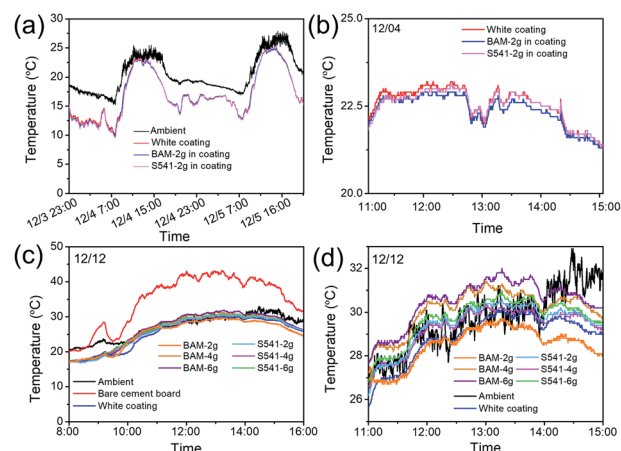 (a)
Temperature (°C)
30
25
20
15
10
5
0
Ambient
White coating
BAM-2g in coating
S541-2g in coating
12/3 23:00
12/4 7:00
12/4 15:00
12/4 23:00
12/5 7:00
12/5 16:00
Time
(b)
12/04
Temperature (°C)
25.0
22.5
20.0
White coating
BAM-2g in coating
S541-2g in coating
11:00 12:00 13:00 14:00 15:00
Time
(c)
12/12
Temperature (°C)
50
40
30
20
10
0
BAM-2g S541-2g
BAM-4g S541-4g
BAM-6g S541-6g
Ambient
Bare cement board
White coating
8:00 10:00 12:00 14:00 16:00
Time
(d)
12/12
Temperature (°C)
32
30
28
26
BAM-2g S541-2g
BAM-4g S541-4g
BAM-6g S541-6g
Ambient
White coating
11:00 12:00 13:00 14:00 15:00
Time